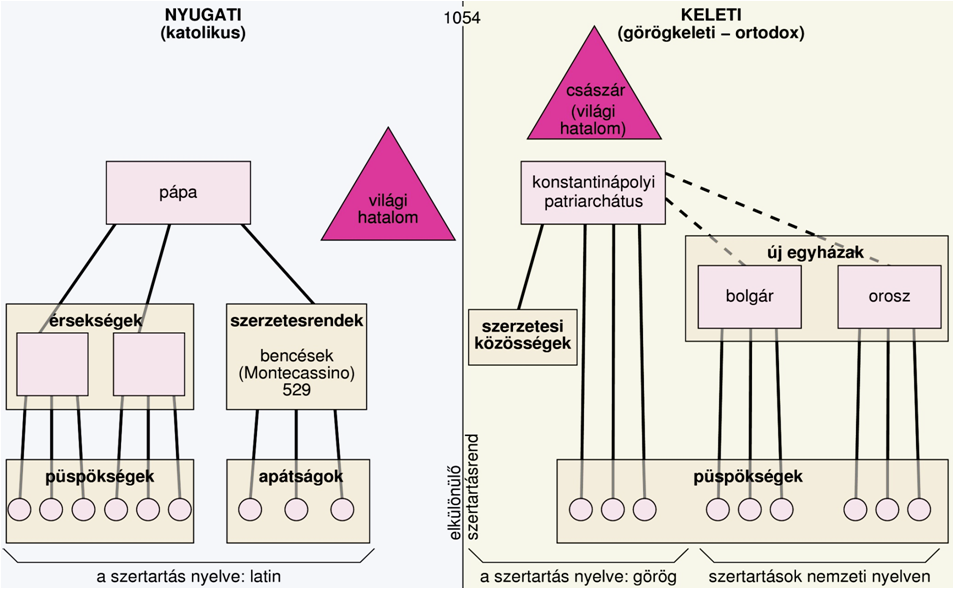 NYUGATI
(katolikus)
1054
KELETI
(görögkeleti – ortodox)
császár
(világi
hatalom)
pápa
világi
hatalom
konstantinápolyi
patriarchátus
új egyházak
bolgár
orosz
érsekségek
szerzetesrendek
bencések
(Montecassino)
529
szerzetesi
közösségek
püspökségek
apátságok
elkülönülő
szertartásrend
püspökségek
a szertartás nyelve: latin
a szertartás nyelve: görög
szertartások nemzeti nyelven